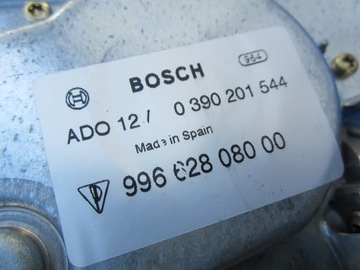 BOSCH
964
ADO 12 / 0 390 201 544
Made in Spain
996 628 080 00